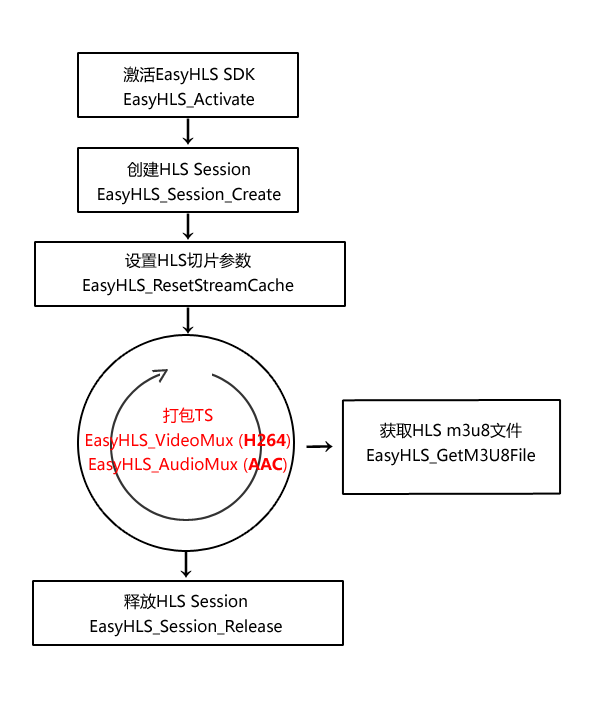 激活EasyHLS SDK
EasyHLS_Activate
创建HLS Session
EasyHLS_Session_Create
设置HLS切片参数
EasyHLS_ResetStreamCache
打包TS
EasyHLS_VideoMux (H264)
EasyHLS_AudioMux (AAC)
获取HLS m3u8文件
EasyHLS_GetM3U8File
释放HLS Session
EasyHLS_Session_Release